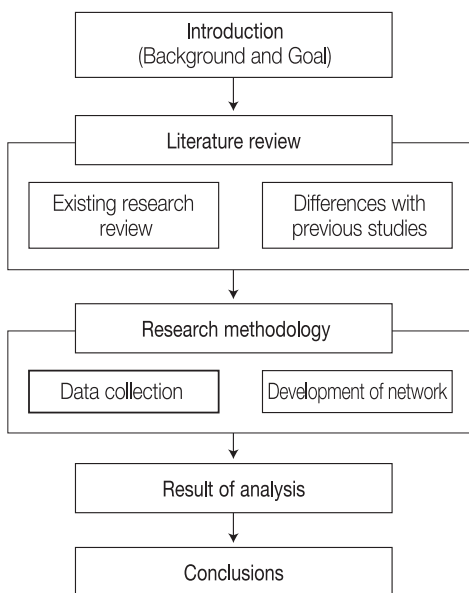 Introduction
(Background and Goal)
Literature review
Existing research
review
Differences with
previous studies
Research methodology
Data collection
Development of network
Result of analysis
Conclusions